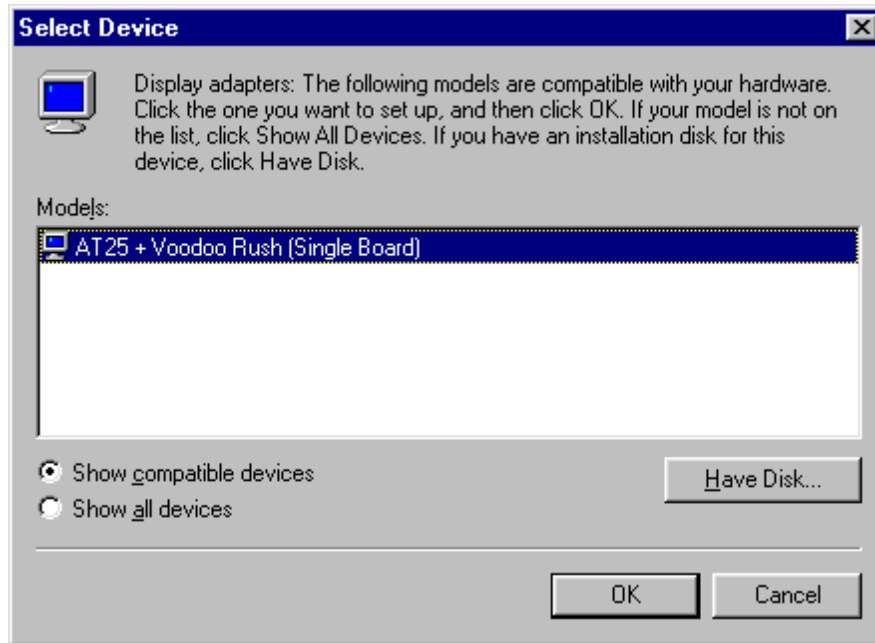 Select Device
Display adapters: The following models are compatible with your hardware.
Click the one you want to set up, and then click OK. If your model is not on
the list, click Show All Devices. If you have an installation disk for this
device, click Have Disk.
Models:
AT25 + Voodoo Rush (Single Board)
Show compatible devices
Have Disk...
Show all devices
OK
Cancel